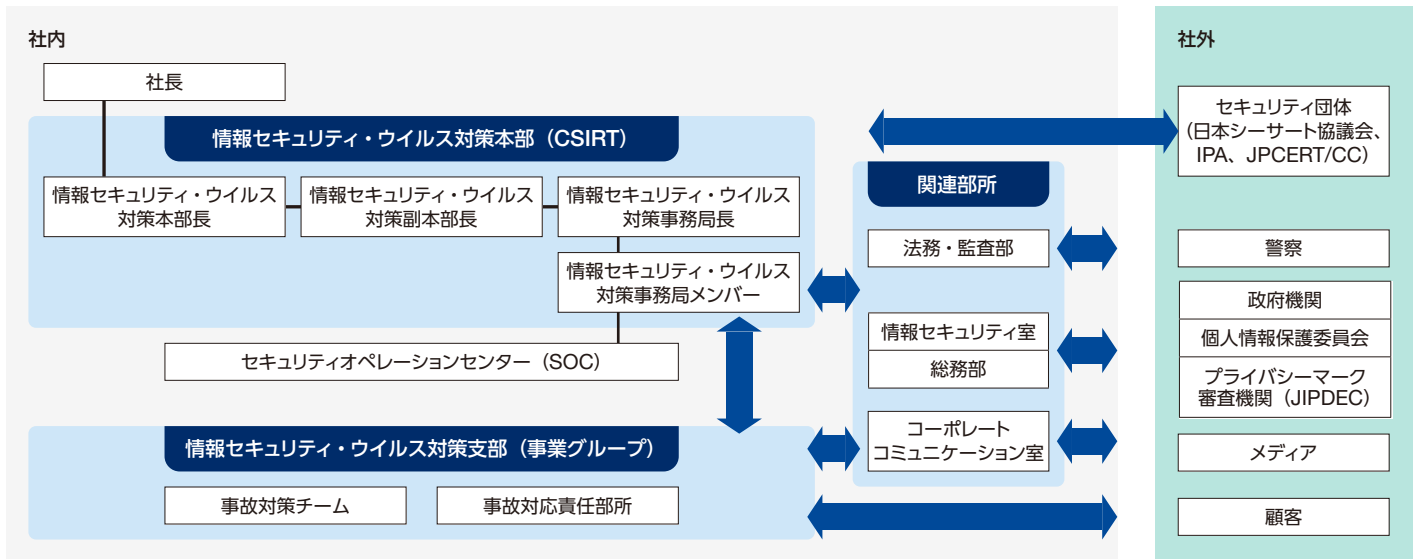 社内
社長
情報セキュリティ・ウイルス対策本部（CSIRT）
情報セキュリティ・ウイルス
対策本部長
情報セキュリティ・ウイルス
対策副本部長
情報セキュリティ・ウイルス
対策事務局長
情報セキュリティ・ウイルス
対策事務局メンバー
セキュリティオペレーションセンター（SOC）
情報セキュリティ・ウイルス対策支部（事業グループ）
事故対策チーム
事故対応責任部所
関連部所
法務・監査部
情報セキュリティ室
総務部
コーポレート
コミュニケーション室
社外
セキュリティ団体
（日本シーサート協議会、
IPA、JPCERT/CC）
警察
政府機関
個人情報保護委員会
プライバシーマーク
審査機関（JIPDEC）
メディア
顧客